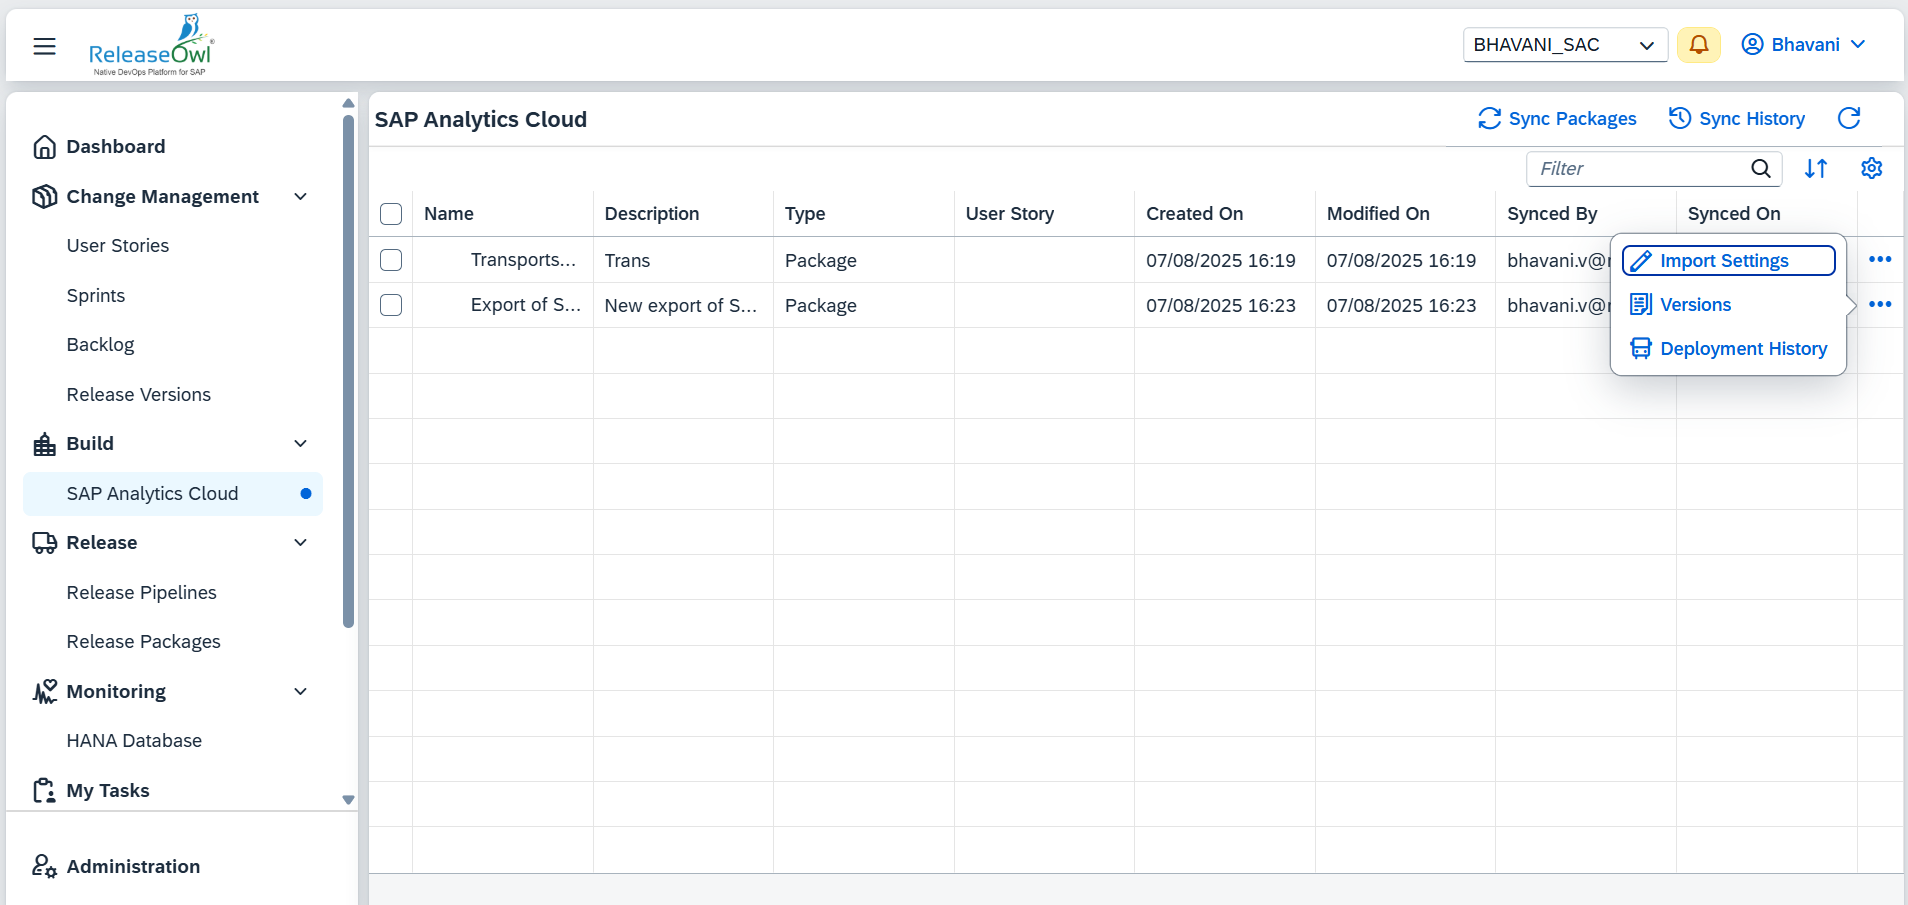 ReleaseOwl®
Native DevOps Platform for SAP
BHAVANI_SAC
Bhavani
Dashboard
Change Management
User Stories
Sprints
Backlog
Release Versions
Build
SAP Analytics Cloud
Release
Release Pipelines
Release Packages
Monitoring
HANA Database
My Tasks
Administration
SAP Analytics Cloud
Sync Packages
Sync History
Filter
Name Description Type User Story Created On Modified On Synced By Synced On
Transports... Trans Package 07/08/2025 16:19 07/08/2025 16:19 bhavani.v@
Export of S... New export of S... Package 07/08/2025 16:23 07/08/2025 16:23 bhavani.v@
Import Settings
Versions
Deployment History